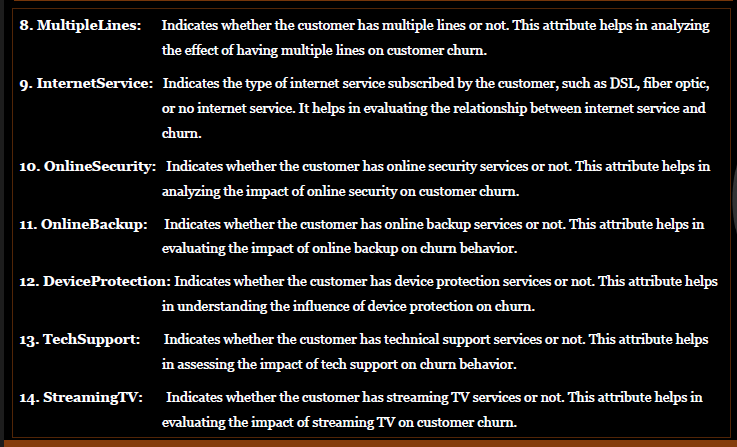 8. MultipleLines: Indicates whether the customer has multiple lines or not. This attribute helps in analyzing
the effect of having multiple lines on customer churn.
9. InternetService: Indicates the type of internet service subscribed by the customer, such as DSL, fiber optic,
or no internet service. It helps in evaluating the relationship between internet service and
churn.
10. OnlineSecurity: Indicates whether the customer has online security services or not. This attribute helps in
analyzing the impact of online security on customer churn.
11. OnlineBackup: Indicates whether the customer has online backup services or not. This attribute helps in
evaluating the impact of online backup on churn behavior.
12. DeviceProtection: Indicates whether the customer has device protection services or not. This attribute helps
in understanding the influence of device protection on churn.
13. TechSupport: Indicates whether the customer has technical support services or not. This attribute helps
in assessing the impact of tech support on churn behavior.
14. StreamingTV: Indicates whether the customer has streaming TV services or not. This attribute helps in
evaluating the impact of streaming TV on customer churn.